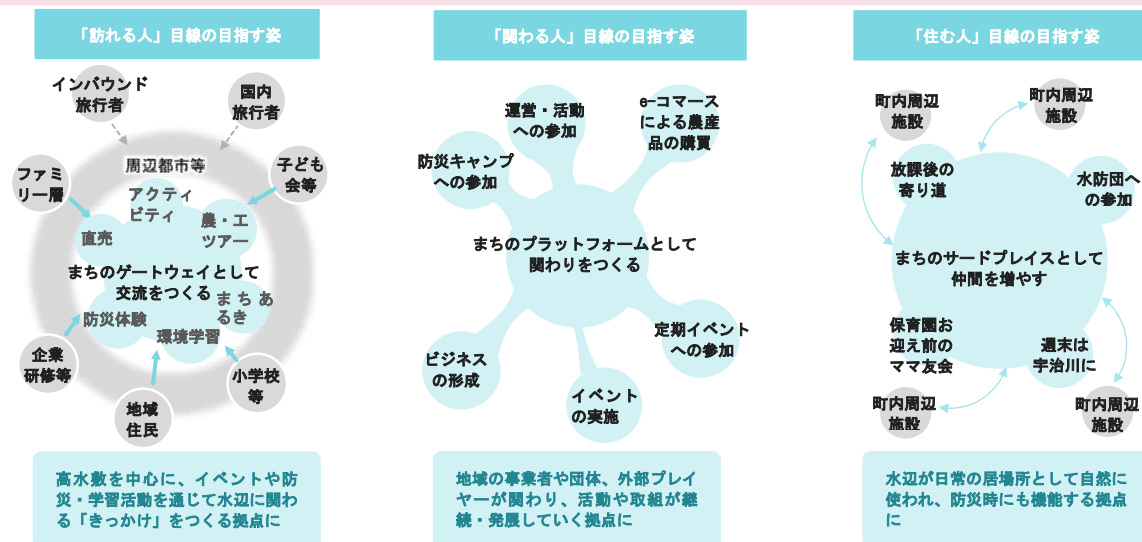 「訪れる人」目線の目指す姿
インバウンド
旅行者
国内
旅行者
周辺都市等
ファミ
リー層
子ども
会等
アクティ
ビティ
農・工
ツアー
直売
まちのゲートウェイとして
交流をつくる
まちあ
るき
防災体験
環境学習
企業
研修等
地域
住民
小学校
等
高水敷を中心に、イベントや防
災・学習活動を通じて水辺に関わ
る「きっかけ」をつくる拠点に
「関わる人」目線の目指す姿
運営・活動
への参加
e-コマース
による農産
品の購買
防災キャンプ
への参加
まちのプラットフォームとして
関わりをつくる
定期イベント
への参加
ビジネス
の形成
イベント
の実施
地域の事業者や団体、外部プレイ
ヤーが関わり、活動や取組が継
続・発展していく拠点に
「住む人」目線の目指す姿
町内周辺
施設
町内周辺
施設
放課後の
寄り道
水防団へ
の参加
まちのサードプレイスとして
仲間を増やす
保育園お
迎え前の
ママ友会
週末は
宇治川に
町内周辺
施設
町内周辺
施設
水辺が日常の居場所として自然に
使われ、防災時にも機能する拠点
に